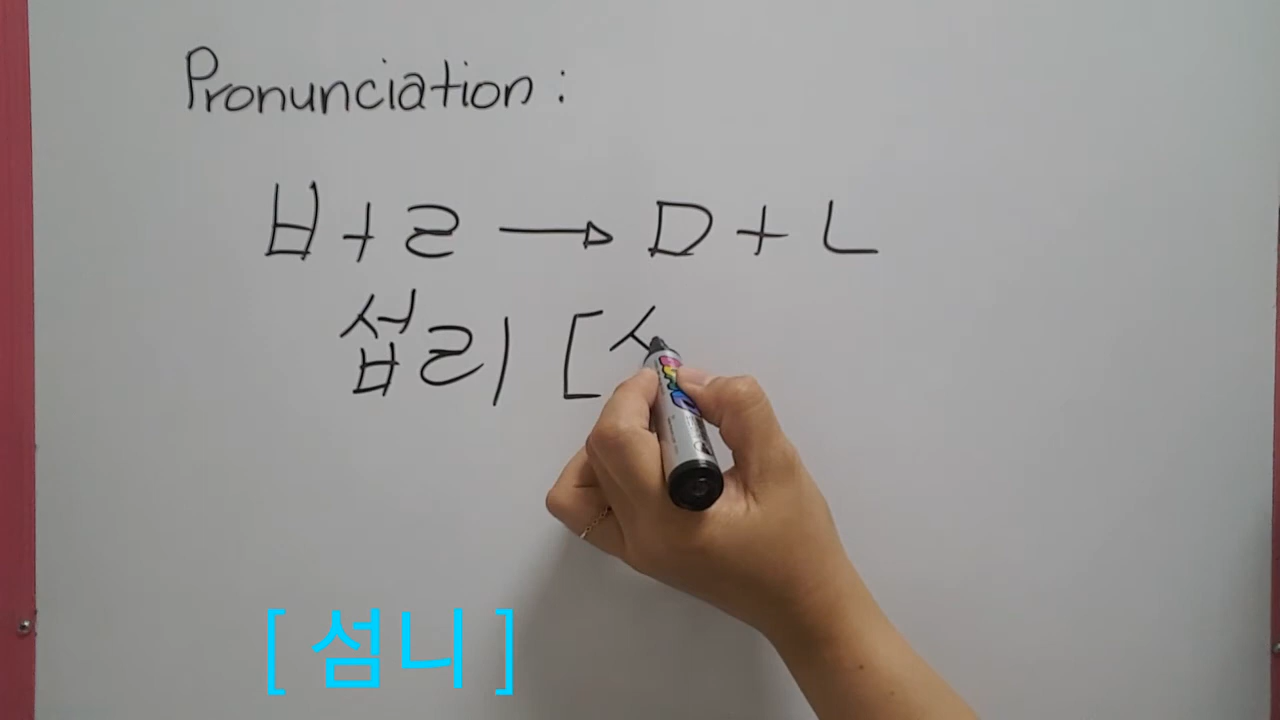 Pronunciation :
ㅂ + ㄹ → ㅁ + ㄴ
섭리 [ㅅ
[ 섬니 ]